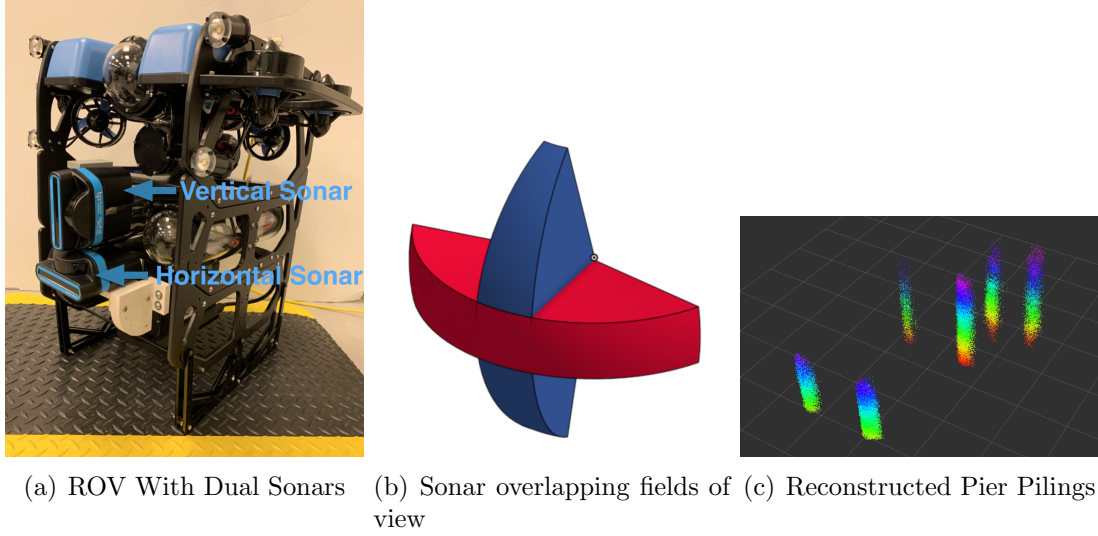 Vertical Sonar
Horizontal Sonar
(a) ROV With Dual Sonars
(b) Sonar overlapping fields of
view
(c) Reconstructed Pier Pilings